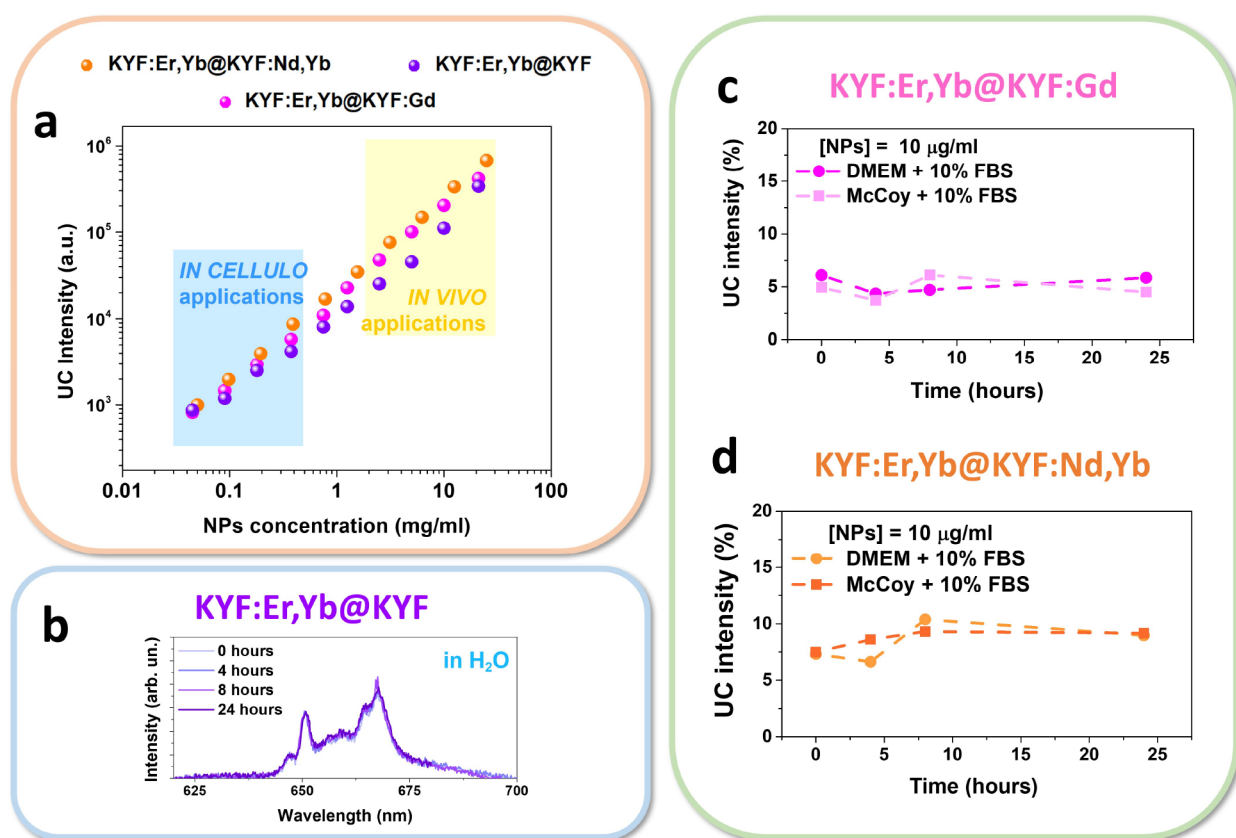 KYF:Er,Yb@KYF:Nd,Yb
KYF:Er,Yb@KYF
KYF:Er,Yb@KYF:Gd
a
UC Intensity (a.u.)
10⁶
10⁵
10⁴
10³
IN CELLULO
applications
IN VIVO
applications
0.01
0.1
1
10
100
NPs concentration (mg/ml)
b
KYF:Er,Yb@KYF
Intensity (arb. un.)
0 hours
4 hours
8 hours
24 hours
in H₂O
625
650
675
700
Wavelength (nm)
c
KYF:Er,Yb@KYF:Gd
UC intensity (%)
20
15
10
5
0
[NPs] = 10 μg/ml
DMEM + 10% FBS
McCoy + 10% FBS
0
5
10
15
20
25
Time (hours)
d
KYF:Er,Yb@KYF:Nd,Yb
UC intensity (%)
20
15
10
5
0
[NPs] = 10 μg/ml
DMEM + 10% FBS
McCoy + 10% FBS
0
5
10
15
20
25
Time (hours)